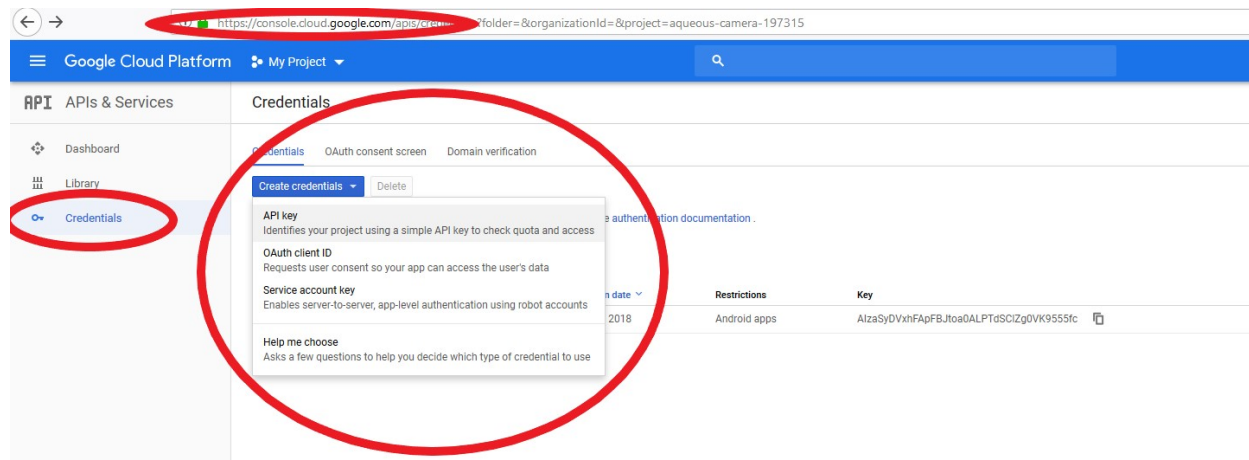 https://console.cloud.google.com/apis/cre ?folder=&organizationId=&project=aqueous-camera-197315
Google Cloud Platform My Project
API APIs & Services Credentials
Dashboard
Credentials OAuth consent screen Domain verification
Library
Create credentials Delete
Credentials
API key
Identifies your project using a simple API key to check quota and access
authentication documentation .
OAuth client ID
Requests user consent so your app can access the user's data
Service account key
Enables server-to-server, app-level authentication using robot accounts
date Restrictions Key
2018 Android apps AIzaSyDVxhFApFBJtoa0ALPTdSCIZg0VK9555fc
Help me choose
Asks a few questions to help you decide which type of credential to use